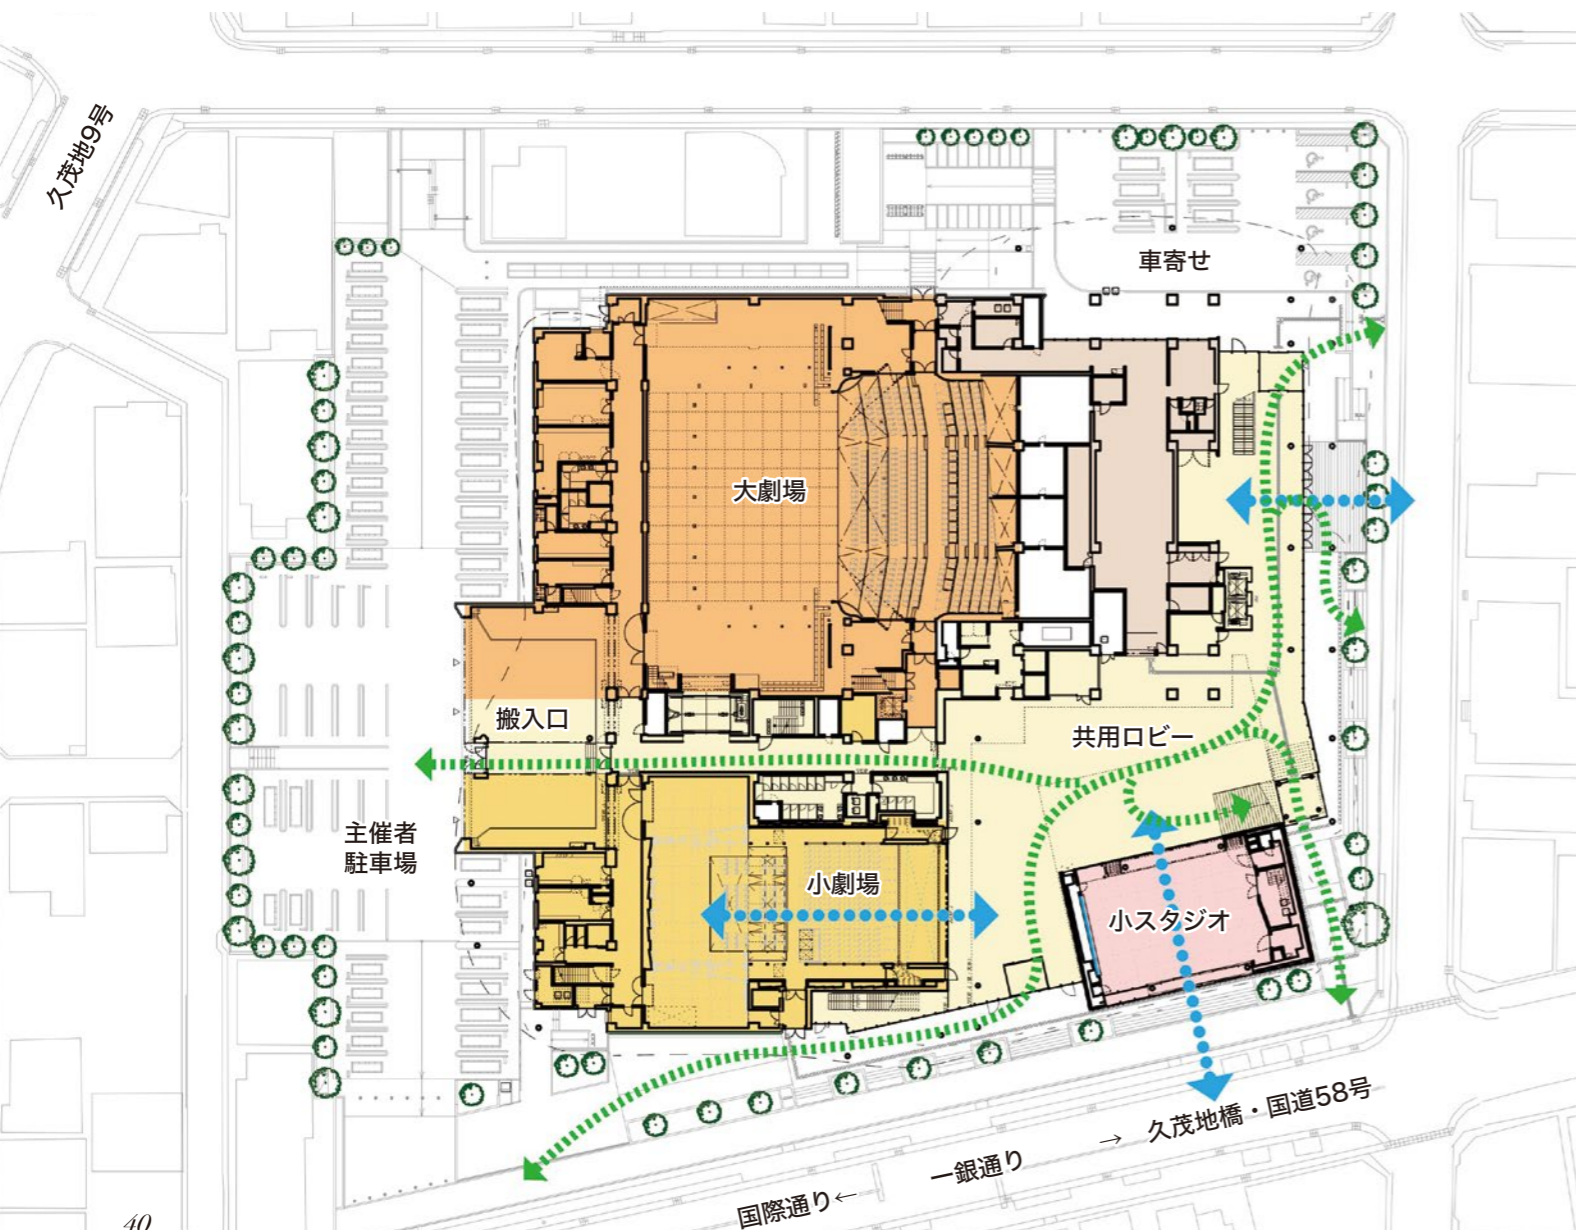 久茂地9号
車寄せ
大劇場
搬入口
共用ロビー
主催者
駐車場
小劇場
小スタジオ
→ 久茂地橋・国道58号
一銀通り
国際通り←
40